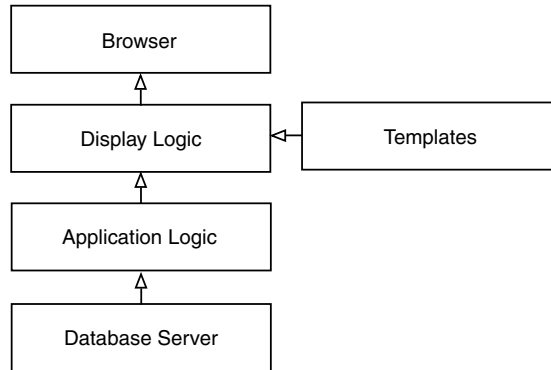 Browser
Display Logic
Templates
Application Logic
Database Server